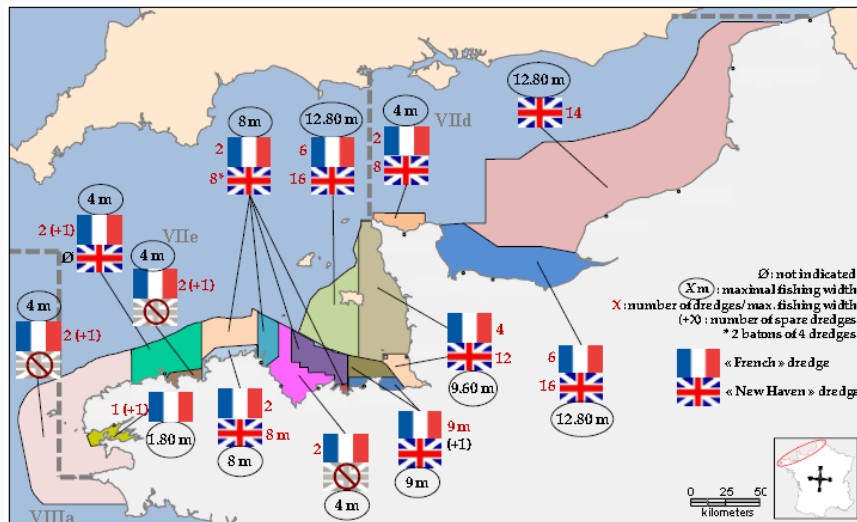 12.80 m
14
8 m
2
8*
12.80 m
6
16
4 m
VIId
2
8
4 m
2 (+1)
Ø
VIIe
4 m
2 (+1)
4 m
2 (+1)
1 (+1)
1.80 m
2
8 m
8 m
2
4 m
9 m
(+1)
9 m
4
12
9.60 m
6
16
12.80 m
VIIIa
Ø: not indicated
X m : maximal fishing width
X: number of dredges/ max. fishing width
(+X) : number of spare dredges
* 2 batons of 4 dredges
« French » dredge
« New Haven » dredge
0 25 50
kilometers